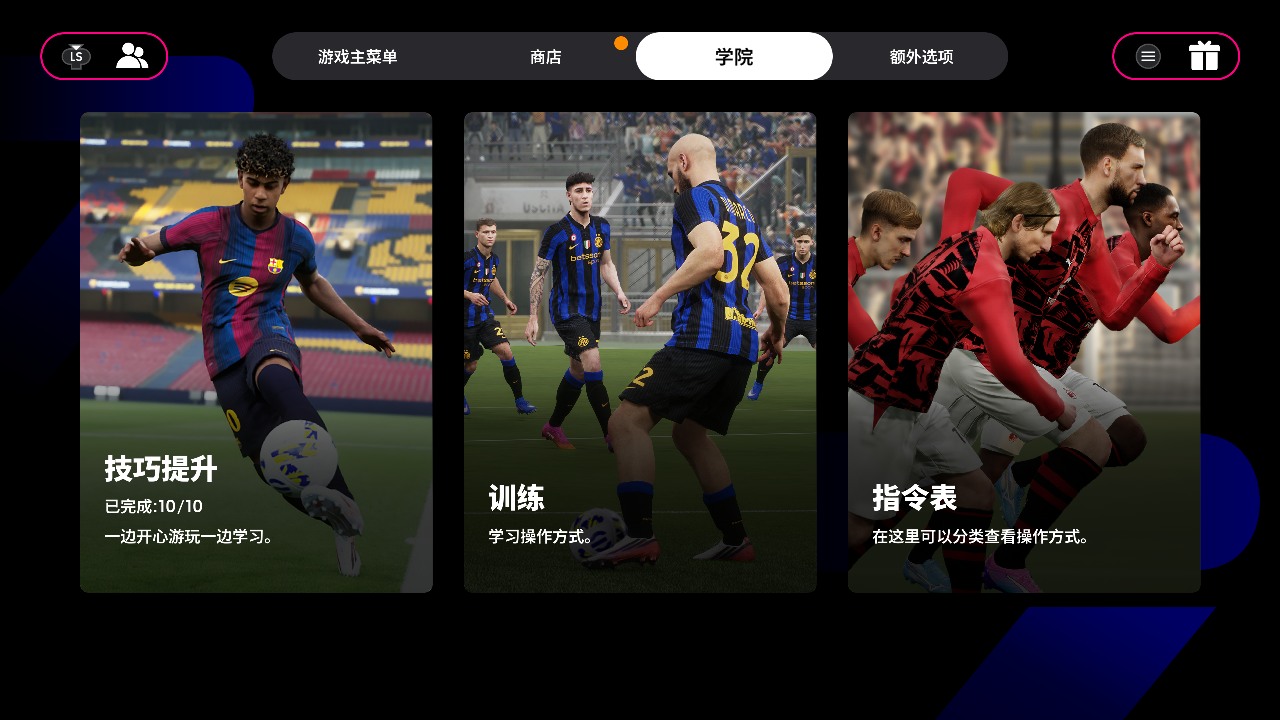 LS
游戏主菜单
商店
学院
额外选项
技巧提升
已完成:10/10
一边开心游玩一边学习。
betsson
32
2
训练
学习操作方式。
指令表
在这里可以分类查看操作方式。